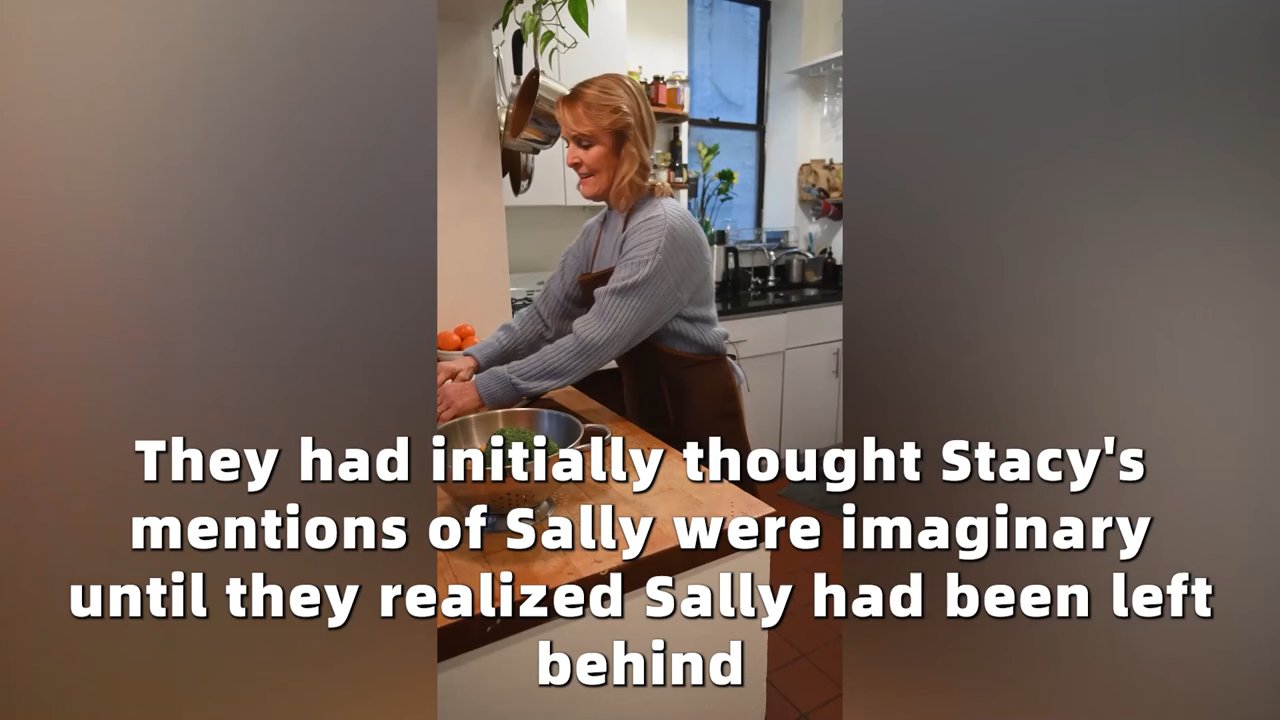 They had initially thought Stacy's
mentions of Sally were imaginary
until they realized Sally had been left
behind